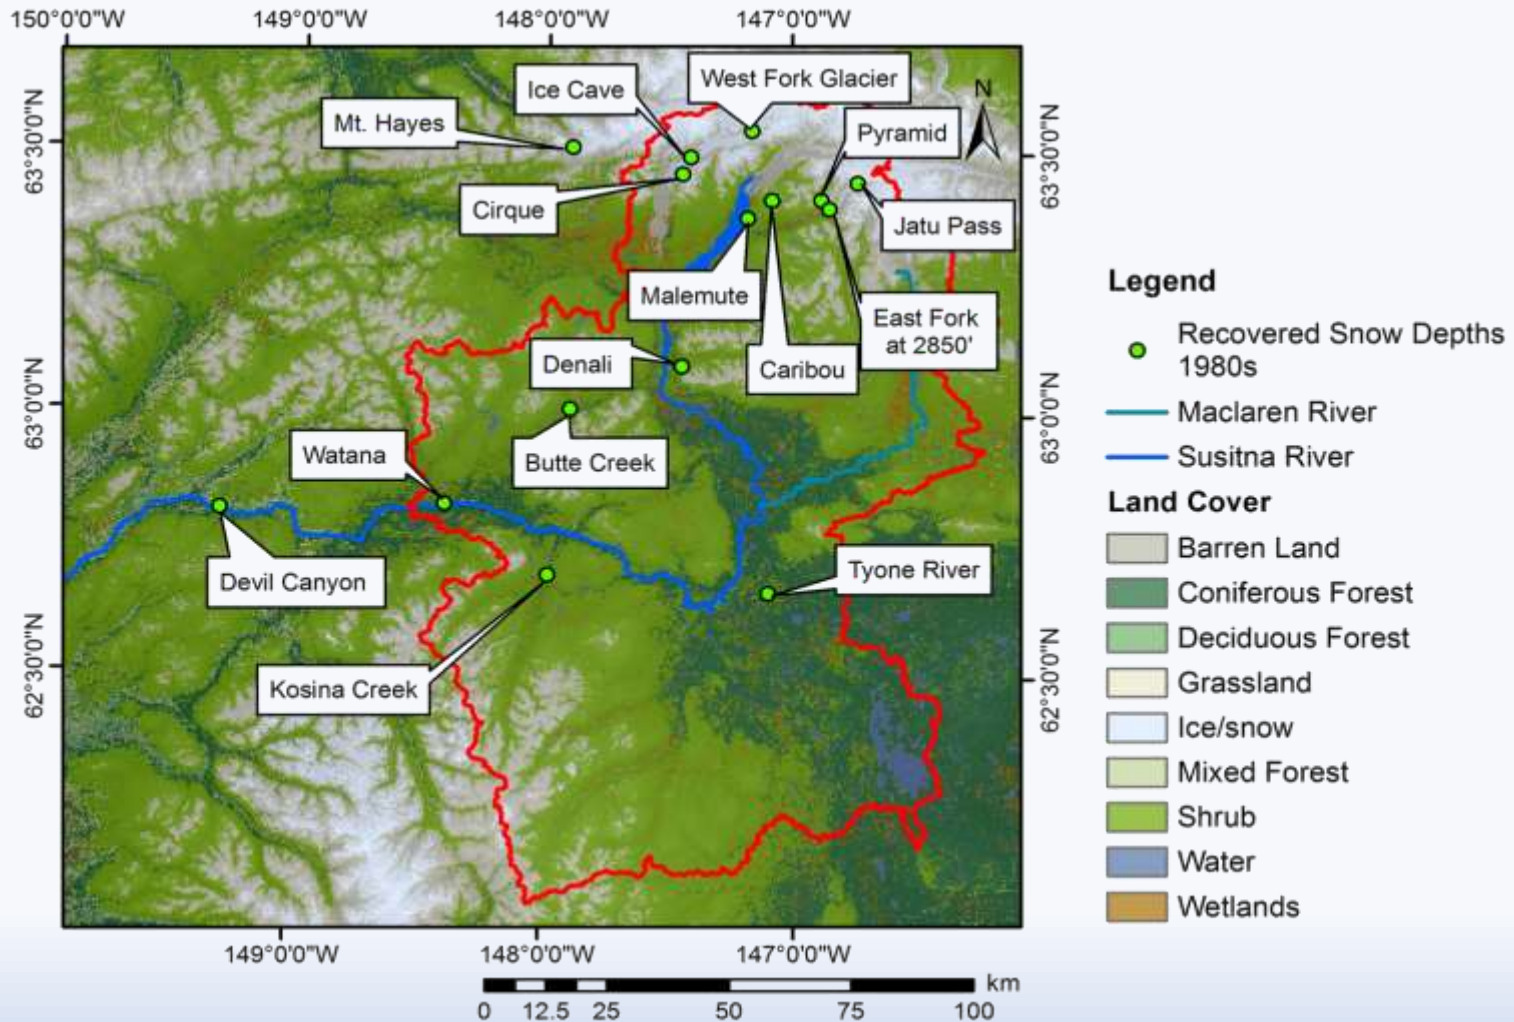 150°0'0"W 149°0'0"W 148°0'0"W 147°0'0"W
63°30'0"N
63°0'0"N
62°30'0"N
N
West Fork Glacier
Ice Cave
Mt. Hayes
Pyramid
Cirque
Jatu Pass
Malemute
East Fork
at 2850'
Denali
Caribou
Watana
Butte Creek
Devil Canyon
Tyone River
Kosina Creek
63°30'0"N
63°0'0"N
62°30'0"N
149°0'0"W 148°0'0"W 147°0'0"W
km
0 12.5 25 50 75 100
Legend
Recovered Snow Depths
1980s
Maclaren River
Susitna River
Land Cover
Barren Land
Coniferous Forest
Deciduous Forest
Grassland
Ice/snow
Mixed Forest
Shrub
Water
Wetlands